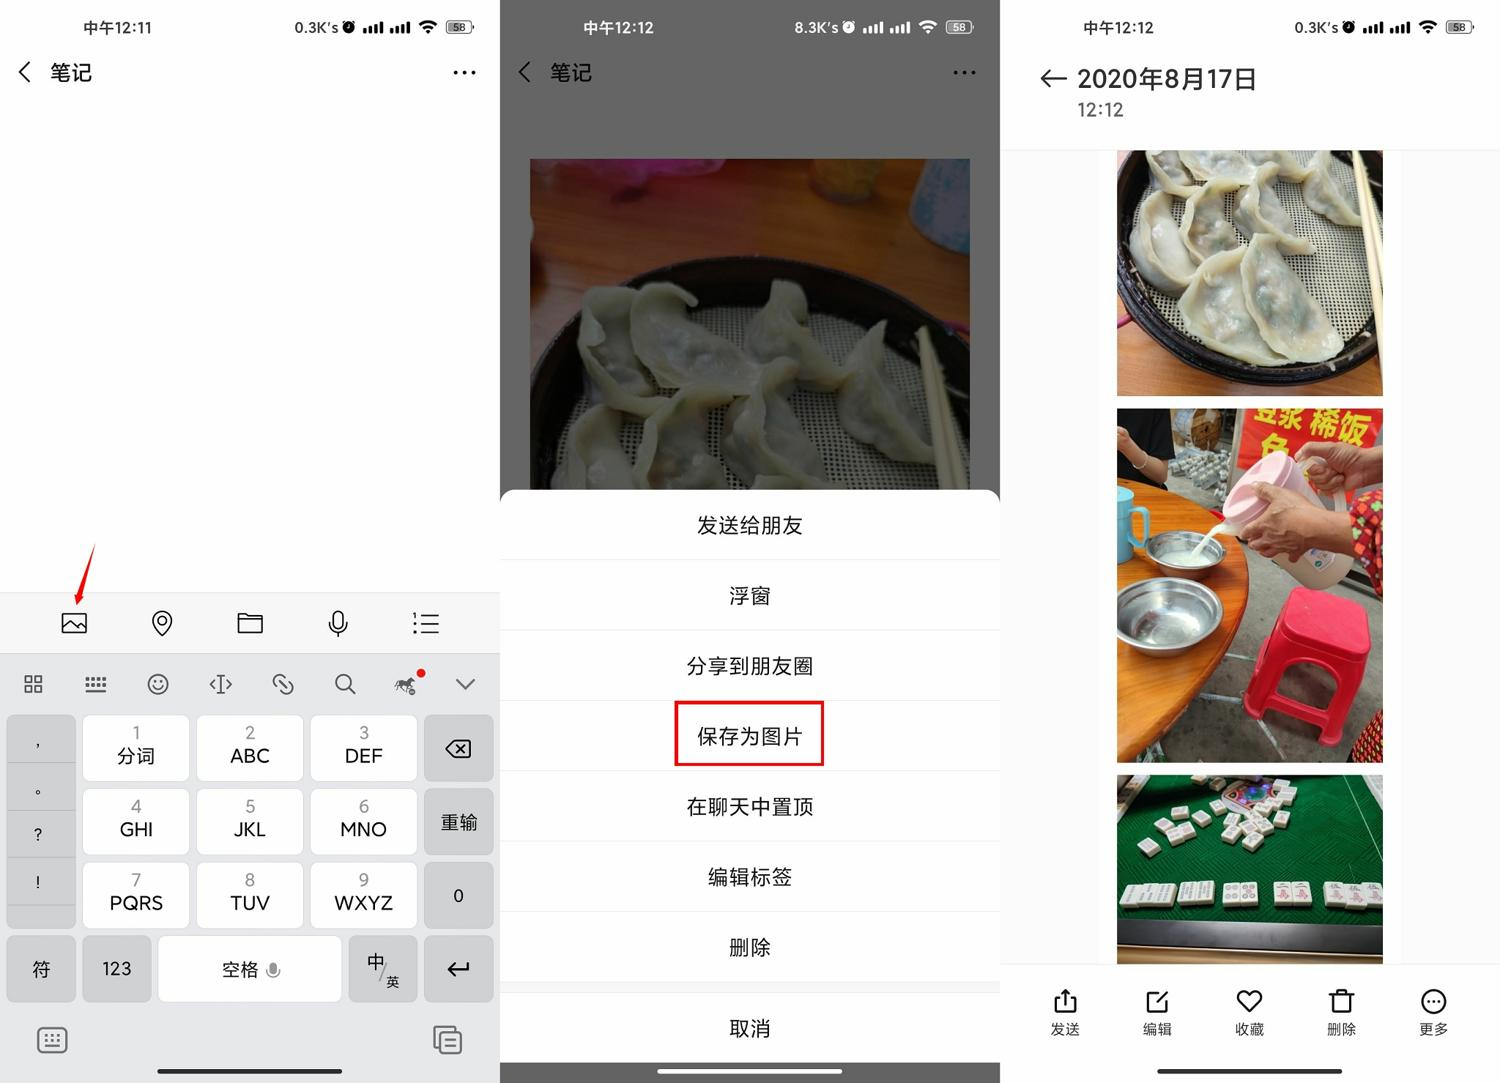 中午12:11
0.3K's
58
笔记
1
分词
2
ABC
3
DEF
4
GHI
5
JKL
6
MNO
重输
7
PQRS
8
TUV
9
WXYZ
0
,
。
?
!
符
123
空格
中/英
中午12:12
8.3K's
58
笔记
发送给朋友
浮窗
分享到朋友圈
保存为图片
在聊天中置顶
编辑标签
删除
取消
中午12:12
0.3K's
58
2020年8月17日
12:12
豆浆 稀饭
发送
编辑
收藏
删除
更多